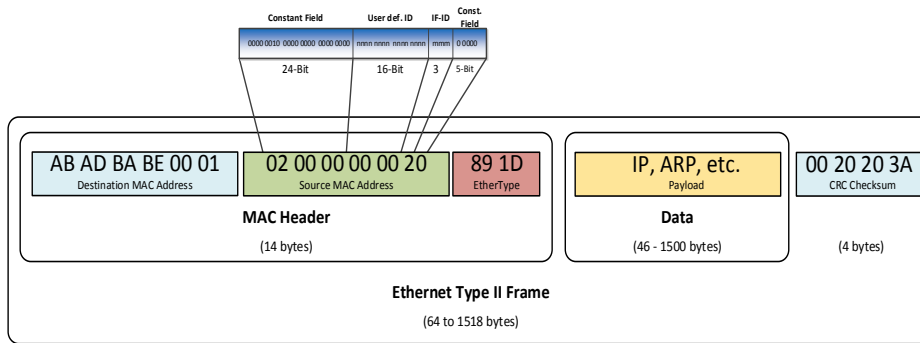 Constant Field User def. ID IF-ID Const. Field
0000 0010 0000 0000 0000 0000 nnnn nnnn nnnn nnnn mmm 0 0000
24-Bit 16-Bit 3 5-Bit
AB AD BA BE 00 01 02 00 00 00 00 20 89 1D IP, ARP, etc. 00 20 20 3A
Destination MAC Address Source MAC Address EtherType Payload CRC Checksum
MAC Header Data
(14 bytes) (46 - 1500 bytes) (4 byte)
Ethernet Type II Frame
(64 to 1518 bytes)